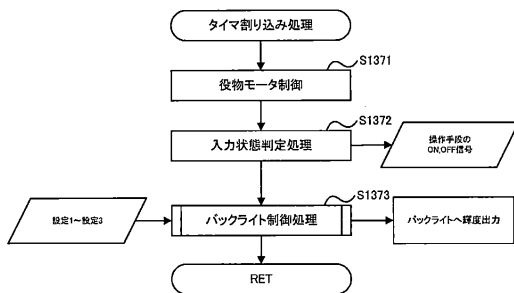 タイマ割り込み処理
S1371
役物モータ制御
S1372
入力状態判定処理
操作手段の
ON,OFF信号
S1373
設定1~設定3
バックライト制御処理
バックライトへ輝度出力
RET